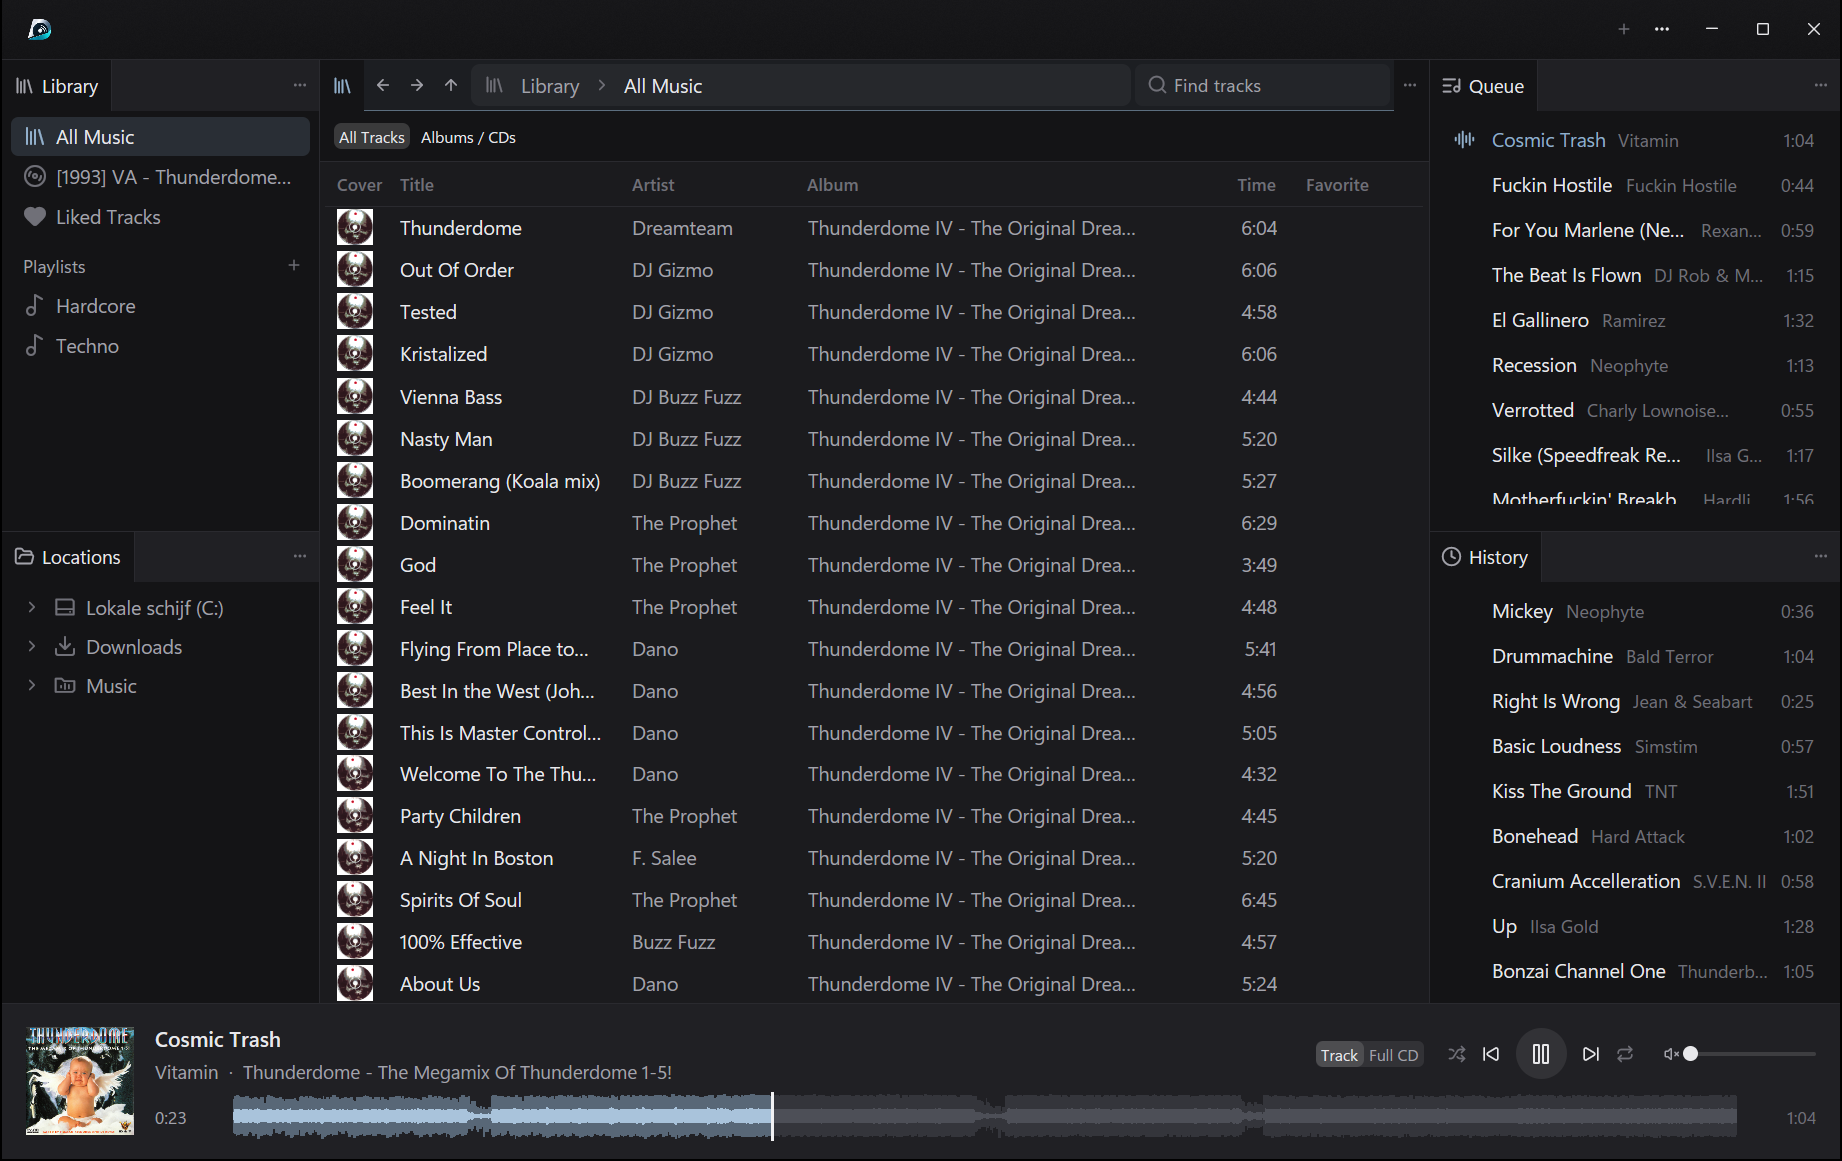 Library
All Music
[1993] VA - Thunderdome...
Liked Tracks
Playlists
Hardcore
Techno
Locations
Lokale schijf (C:)
Downloads
Music
Library > All Music
Find tracks
All Tracks Albums / CDs
Cover Title Artist Album Time Favorite
Thunderdome Dreamteam Thunderdome IV - The Original Drea... 6:04
Out Of Order DJ Gizmo Thunderdome IV - The Original Drea... 6:06
Tested DJ Gizmo Thunderdome IV - The Original Drea... 4:58
Kristalized DJ Gizmo Thunderdome IV - The Original Drea... 6:06
Vienna Bass DJ Buzz Fuzz Thunderdome IV - The Original Drea... 4:44
Nasty Man DJ Buzz Fuzz Thunderdome IV - The Original Drea... 5:20
Boomerang (Koala mix) DJ Buzz Fuzz Thunderdome IV - The Original Drea... 5:27
Dominatin The Prophet Thunderdome IV - The Original Drea... 6:29
God The Prophet Thunderdome IV - The Original Drea... 3:49
Feel It The Prophet Thunderdome IV - The Original Drea... 4:48
Flying From Place to... Dano Thunderdome IV - The Original Drea... 5:41
Best In the West (Joh... Dano Thunderdome IV - The Original Drea... 4:56
This Is Master Control... Dano Thunderdome IV - The Original Drea... 5:05
Welcome To The Thu... Dano Thunderdome IV - The Original Drea... 4:32
Party Children The Prophet Thunderdome IV - The Original Drea... 4:45
A Night In Boston F. Salee Thunderdome IV - The Original Drea... 5:20
Spirits Of Soul The Prophet Thunderdome IV - The Original Drea... 6:45
100% Effective Buzz Fuzz Thunderdome IV - The Original Drea... 4:57
About Us Dano Thunderdome IV - The Original Drea... 5:24
Queue
Cosmic Trash Vitamin 1:04
Fuckin Hostile Fuckin Hostile 0:44
For You Marlene (Ne... Rexan... 0:59
The Beat Is Flown DJ Rob & M... 1:15
El Gallinero Ramirez 1:32
Recession Neophyte 1:13
Verrotted Charly Lownoise... 0:55
Silke (Speedfreak Re... Ilsa G... 1:17
Motherfuckin' Breakb Hardli 1:56
History
Mickey Neophyte 0:36
Drummachine Bald Terror 1:04
Right Is Wrong Jean & Seabart 0:25
Basic Loudness Simstim 0:57
Kiss The Ground TNT 1:51
Bonehead Hard Attack 1:02
Cranium Accelleration S.V.E.N. II 0:58
Up Ilsa Gold 1:28
Bonzai Channel One Thunderb... 1:05
THUNDERDOME
THE MEGAMIX OF THUNDERDOME 1-5!
Cosmic Trash
Vitamin · Thunderdome - The Megamix Of Thunderdome 1-5!
Track Full CD
0:23
1:04